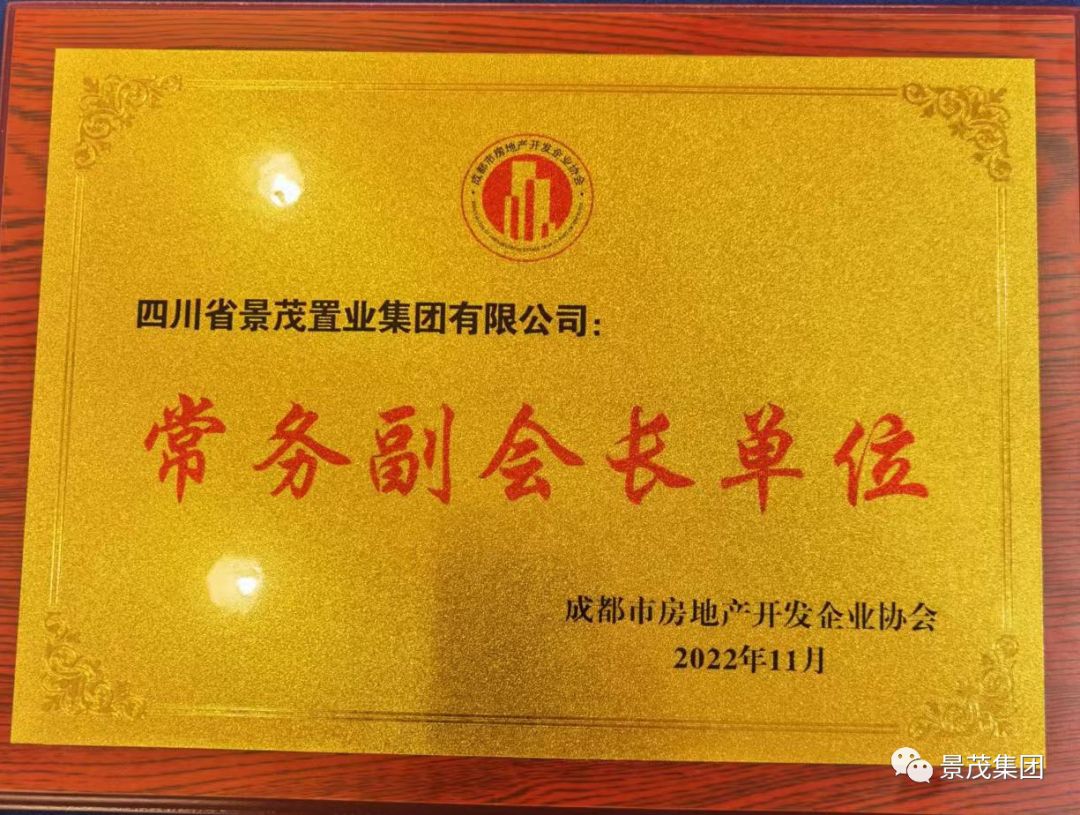 成都市房地产开发企业协会
四川省景茂置业集团有限公司：
常务副会长单位
成都市房地产开发企业协会
2022年11月
景茂集团